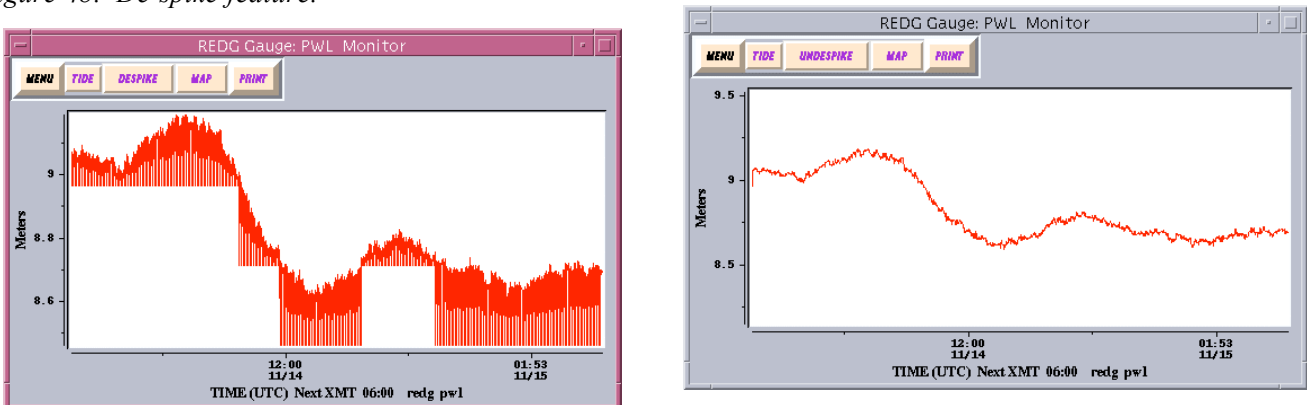 Figure 48. De-spike feature.
REDG Gauge: PWL Monitor
MENU TIDE DESPIKE MAP PRINT
9
8.8
8.6
Meters
12:00 01:53
11/14 11/15
TIME (UTC) Next XMT 06:00 redg pwl
REDG Gauge: PWL Monitor
MENU TIDE UNDESPIKE MAP PRINT
9.5
9
8.5
Meters
12:00 01:53
11/14 11/15
TIME (UTC) Next XMT 06:00 redg pwl